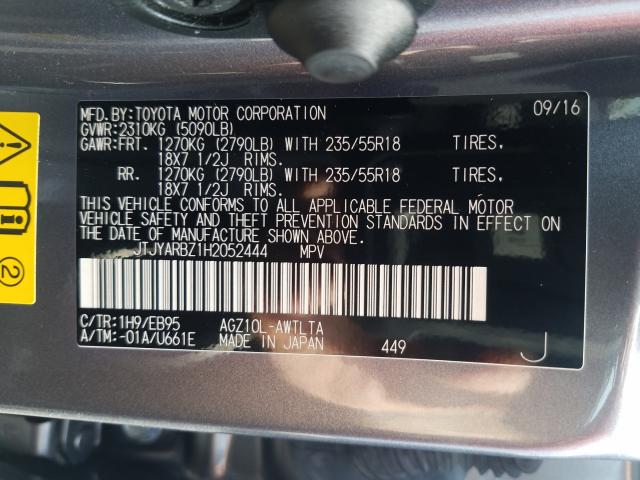 MFD.BY:TOYOTA MOTOR CORPORATION 09/16
GVWR:2310KG (5090LB)
GAWR:FRT. 1270KG (2790LB) WITH 235/55R18 TIRES,
18X7 1/2J RIMS.
RR. 1270KG (2790LB) WITH 235/55R18 TIRES,
18X7 1/2J RIMS.
THIS VEHICLE CONFORMS TO ALL APPLICABLE FEDERAL MOTOR
VEHICLE SAFETY AND THEFT PREVENTION STANDARDS IN EFFECT ON
THE DATE OF MANUFACTURE SHOWN ABOVE.
JTJYARBZ1H2052444 MPV
C/TR:1H9/EB95 AGZ10L-AWTLTA
A/TM:-01A/U661E MADE IN JAPAN 449 J
2